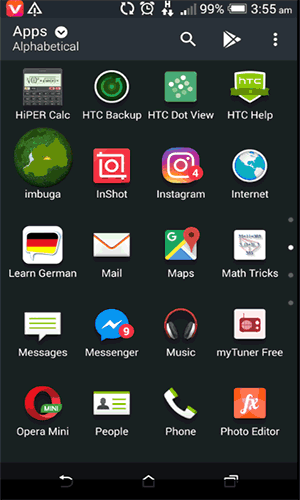 99% 3:55 am
Apps
Alphabetical
HiPER Calc HTC Backup HTC Dot View HTC Help
imbuga InShot Instagram Internet
Learn German Mail Maps Math Tricks
Messages Messenger Music myTuner Free
Opera Mini People Phone Photo Editor
hTC
4
G
9
MINI
fx